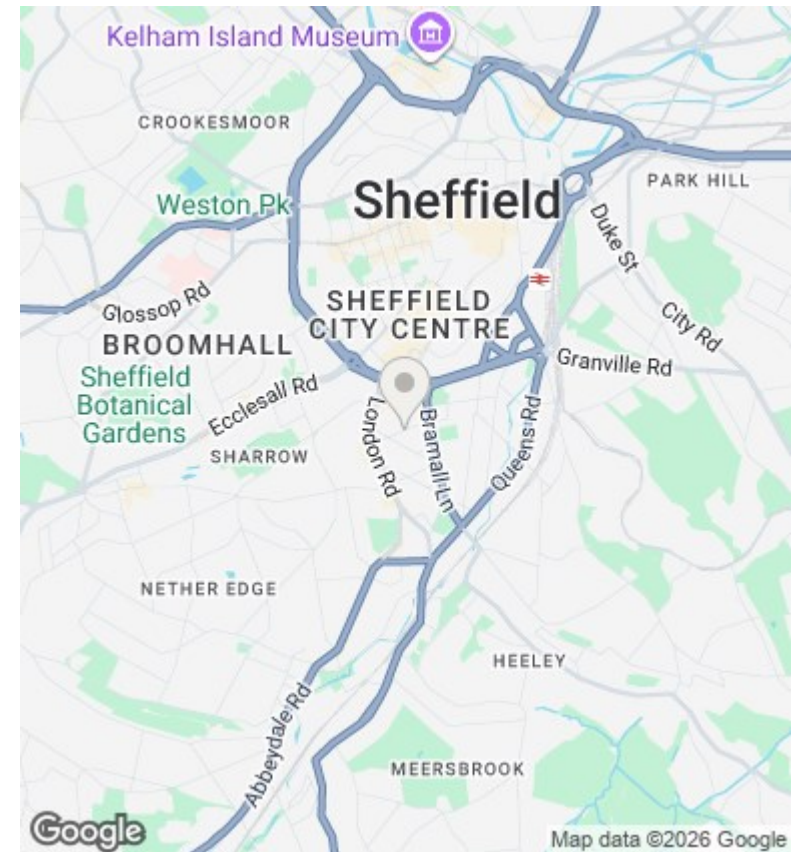 Kelham Island Museum
CROOKESMOOR
Weston Pk
Sheffield
PARK HILL
Duke St
City Rd
Glossop Rd
SHEFFIELD
CITY CENTRE
BROOMHALL
Granville Rd
Sheffield
Botanical
Gardens
Ecclesall Rd
London Rd
Bramall Ln
Queens Rd
SHARROW
NETHER EDGE
HEELEY
Abbeydale Rd
MEERSBROOK
Google
Map data ©2026 Google